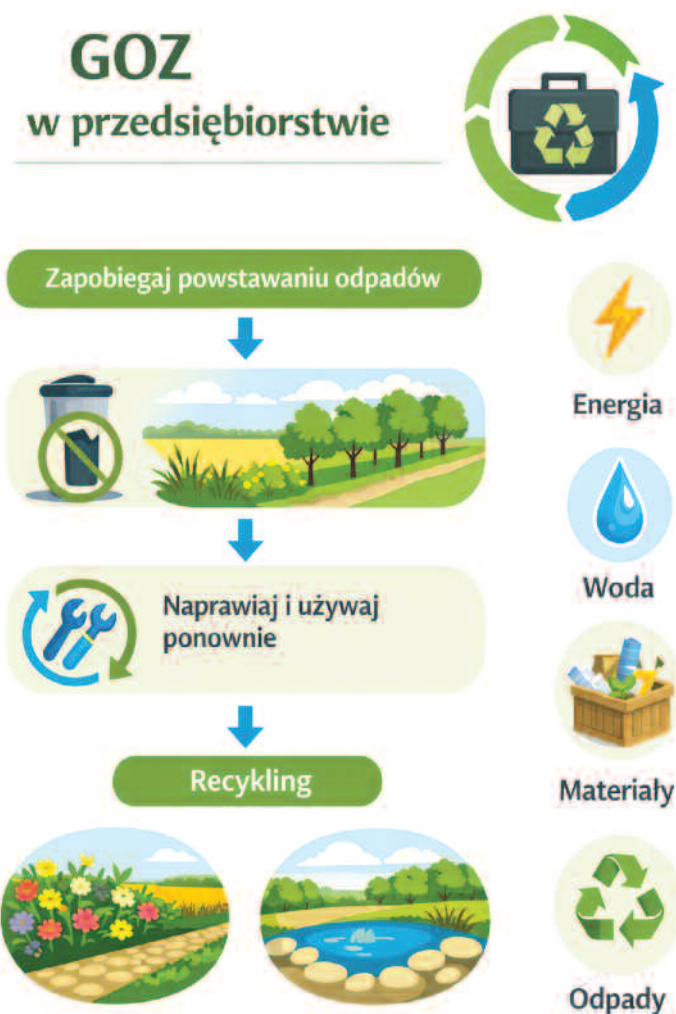 GOZ
w przedsiębiorstwie
Zapobiegaj powstawaniu odpadów
Naprawiaj i używaj
ponownie
Recykling
Energia
Woda
Materiały
Odpady